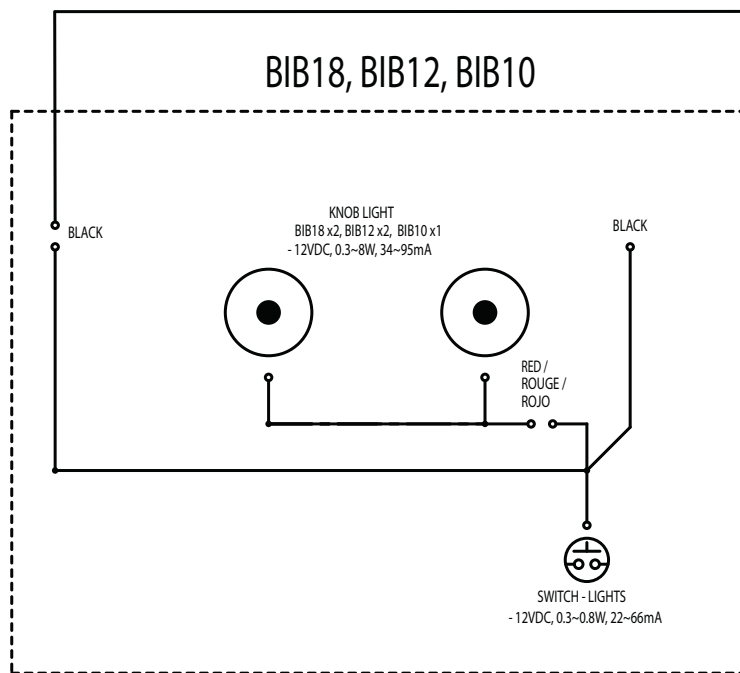 BIB18, BIB12, BIB10
KNOB LIGHT
BIB18 x2, BIB12 x2, BIB10 x1
- 12VDC, 0.3~8W, 34~95mA
BLACK
BLACK
RED /
ROUGE /
ROJO
SWITCH - LIGHTS
- 12VDC, 0.3~0.8W, 22~66mA